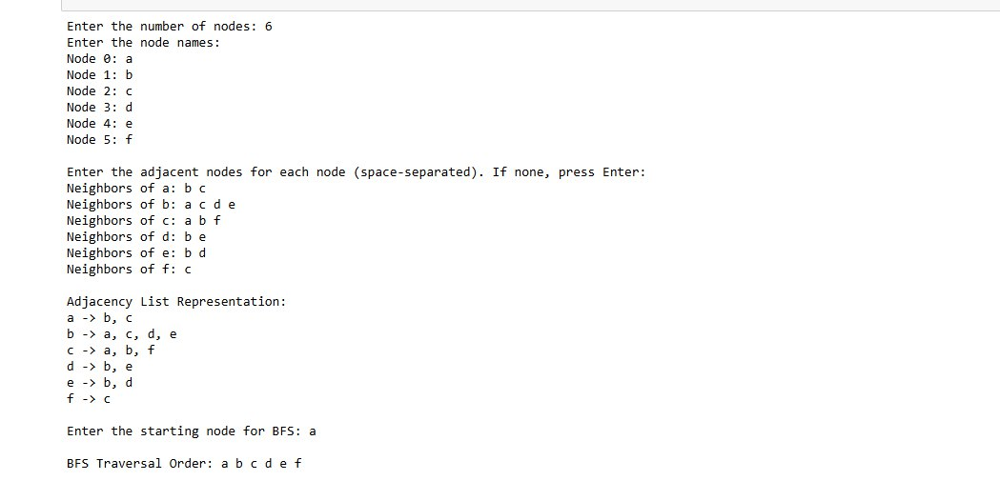 Enter the number of nodes: 6
Enter the node names:
Node 0: a
Node 1: b
Node 2: c
Node 3: d
Node 4: e
Node 5: f
Enter the adjacent nodes for each node (space-separated). If none, press Enter:
Neighbors of a: b c
Neighbors of b: a c d e
Neighbors of c: a b f
Neighbors of d: b e
Neighbors of e: b d
Neighbors of f: c
Adjacency List Representation:
a -> b, c
b -> a, c, d, e
c -> a, b, f
d -> b, e
e -> b, d
f -> c
Enter the starting node for BFS: a
BFS Traversal Order: a b c d e f